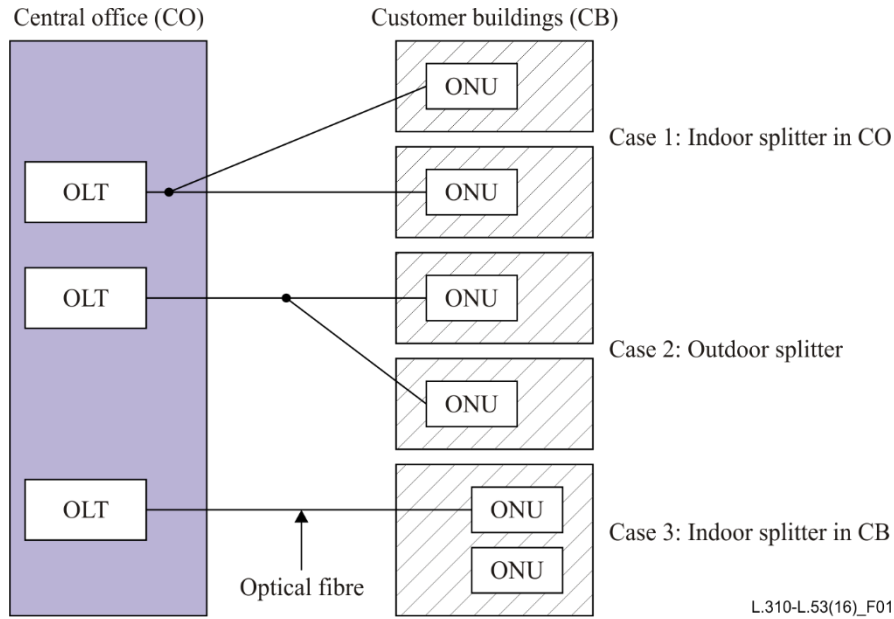 Central office (CO)
Customer buildings (CB)
ONU
Case 1: Indoor splitter in CO
OLT
ONU
OLT
ONU
Case 2: Outdoor splitter
ONU
OLT
ONU
Case 3: Indoor splitter in CB
ONU
Optical fibre
L.310-L.53(16)_F01